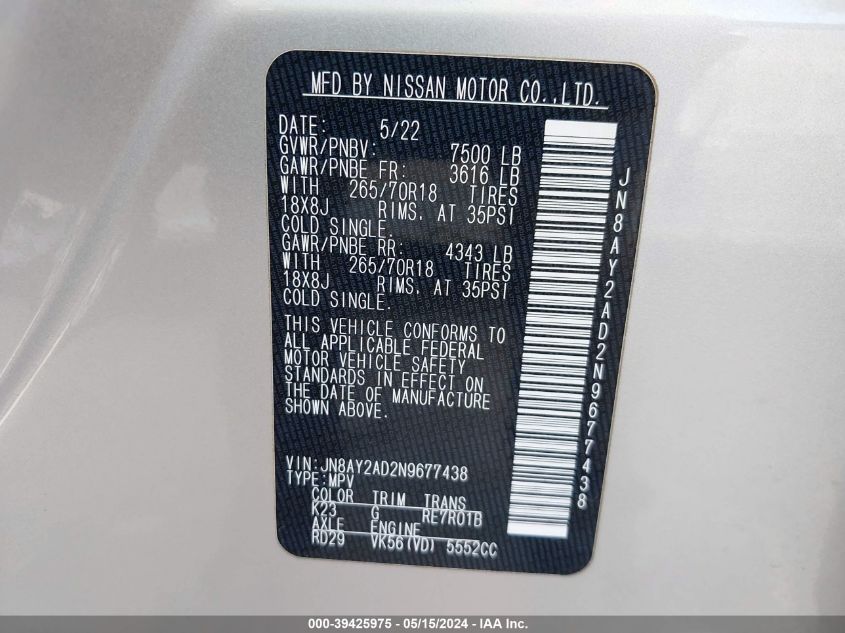 MFD BY NISSAN MOTOR CO.,LTD.
DATE: 5/22
GVWR/PNBV: 7500 LB
GAWR/PNBE FR: 3616 LB
WITH 265/70R18 TIRES
18X8J RIMS. AT 35PSI
COLD SINGLE.
GAWR/PNBE RR: 4343 LB
WITH 265/70R18 TIRES
18X8J RIMS. AT 35PSI
COLD SINGLE.
THIS VEHICLE CONFORMS TO
ALL APPLICABLE FEDERAL
MOTOR VEHICLE SAFETY
STANDARDS IN EFFECT ON
THE DATE OF MANUFACTURE
SHOWN ABOVE.
VIN:JN8AY2AD2N9677438
TYPE:MPV
COLOR TRIM TRANS
K23 G RE7R01B
AXLE ENGINE
RD29 VK56(VD) 5552CC
JN8AY2AD2N9677438
000-39425975 - 05/15/2024 - IAA Inc.